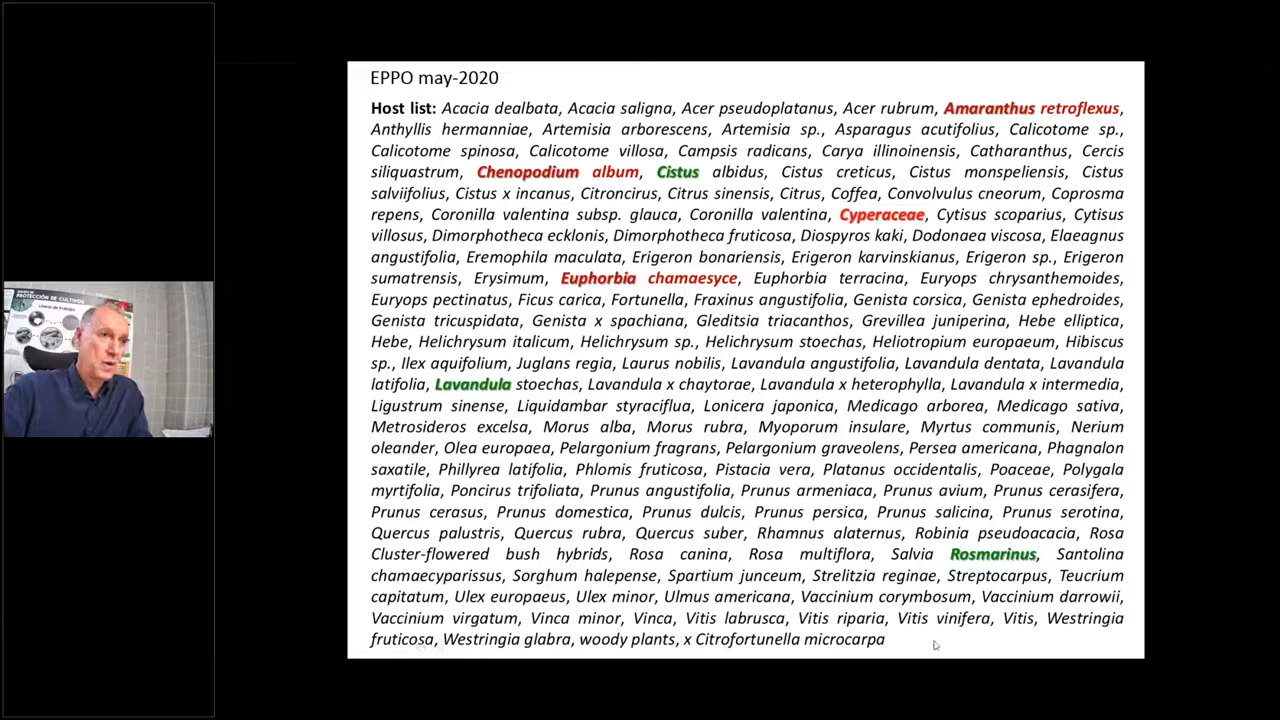 EPPO may-2020
Host list: Acacia dealbata, Acacia saligna, Acer pseudoplatanus, Acer rubrum, Amaranthus retroflexus,
Anthyllis hermanniae, Artemisia arborescens, Artemisia sp., Asparagus acutifolius, Calicotome sp.,
Calicotome spinosa, Calicotome villosa, Campsis radicans, Carya illinoinensis, Catharanthus, Cercis
siliquastrum, Chenopodium album, Cistus albidus, Cistus creticus, Cistus monspeliensis, Cistus
salviifolius, Cistus x incanus, Citroncirus, Citrus sinensis, Citrus, Coffea, Convolvulus cneorum, Coprosma
repens, Coronilla valentina subsp. glauca, Coronilla valentina, Cyperaceae, Cytisus scoparius, Cytisus
villosus, Dimorphotheca ecklonis, Dimorphotheca fruticosa, Diospyros kaki, Dodonaea viscosa, Elaeagnus
angustifolia, Eremophila maculata, Erigeron bonariensis, Erigeron karvinskianus, Erigeron sp., Erigeron
sumatrensis, Erysimum, Euphorbia chamaesyce, Euphorbia terracina, Euryops chrysanthemoides,
Euryops pectinatus, Ficus carica, Fortunella, Fraxinus angustifolia, Genista corsica, Genista ephedroides,
Genista tricuspidata, Genista x spachiana, Gleditsia triacanthos, Grevillea juniperina, Hebe elliptica,
Hebe, Helichrysum italicum, Helichrysum sp., Helichrysum stoechas, Heliotropium europaeum, Hibiscus
sp., Ilex aquifolium, Juglans regia, Laurus nobilis, Lavandula angustifolia, Lavandula dentata, Lavandula
latifolia, Lavandula stoechas, Lavandula x chaytorae, Lavandula x heterophylla, Lavandula x intermedia,
Ligustrum sinense, Liquidambar styraciflua, Lonicera japonica, Medicago arborea, Medicago sativa,
Metrosideros excelsa, Morus alba, Morus rubra, Myoporum insulare, Myrtus communis, Nerium
oleander, Olea europaea, Pelargonium fragrans, Pelargonium graveolens, Persea americana, Phagnalon
saxatile, Phillyrea latifolia, Phlomis fruticosa, Pistacia vera, Platanus occidentalis, Poaceae, Polygala
myrtifolia, Poncirus trifoliata, Prunus angustifolia, Prunus armeniaca, Prunus avium, Prunus cerasifera,
Prunus cerasus, Prunus domestica, Prunus dulcis, Prunus persica, Prunus salicina, Prunus serotina,
Quercus palustris, Quercus rubra, Quercus suber, Rhamnus alaternus, Robinia pseudoacacia, Rosa
Cluster-flowered bush hybrids, Rosa canina, Rosa multiflora, Salvia Rosmarinus, Santolina
chamaecyparissus, Sorghum halepense, Spartium junceum, Strelitzia reginae, Streptocarpus, Teucrium
capitatum, Ulex europaeus, Ulex minor, Ulmus americana, Vaccinium corymbosum, Vaccinium darrowii,
Vaccinium virgatum, Vinca minor, Vinca, Vitis labrusca, Vitis riparia, Vitis vinifera, Vitis, Westringia
fruticosa, Westringia glabra, woody plants, x Citrofortunella microcarpa
PROTECCIÓN DE CULTIVOS